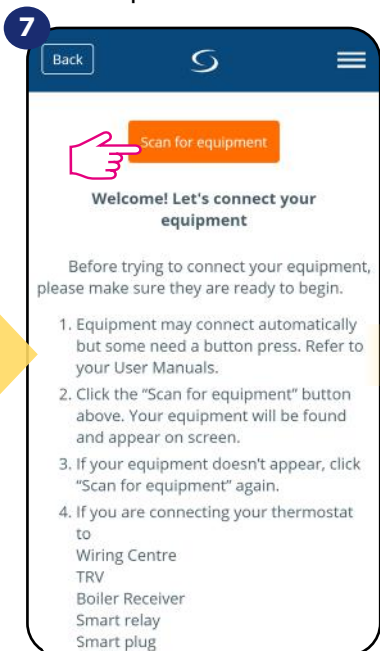 7
Back
Scan for equipment
Welcome! Let's connect your
equipment
Before trying to connect your equipment,
please make sure they are ready to begin.
1. Equipment may connect automatically
but some need a button press. Refer to
your User Manuals.
2. Click the “Scan for equipment” button
above. Your equipment will be found
and appear on screen.
3. If your equipment doesn't appear, click
“Scan for equipment” again.
4. If you are connecting your thermostat
to
Wiring Centre
TRV
Boiler Receiver
Smart relay
Smart plug